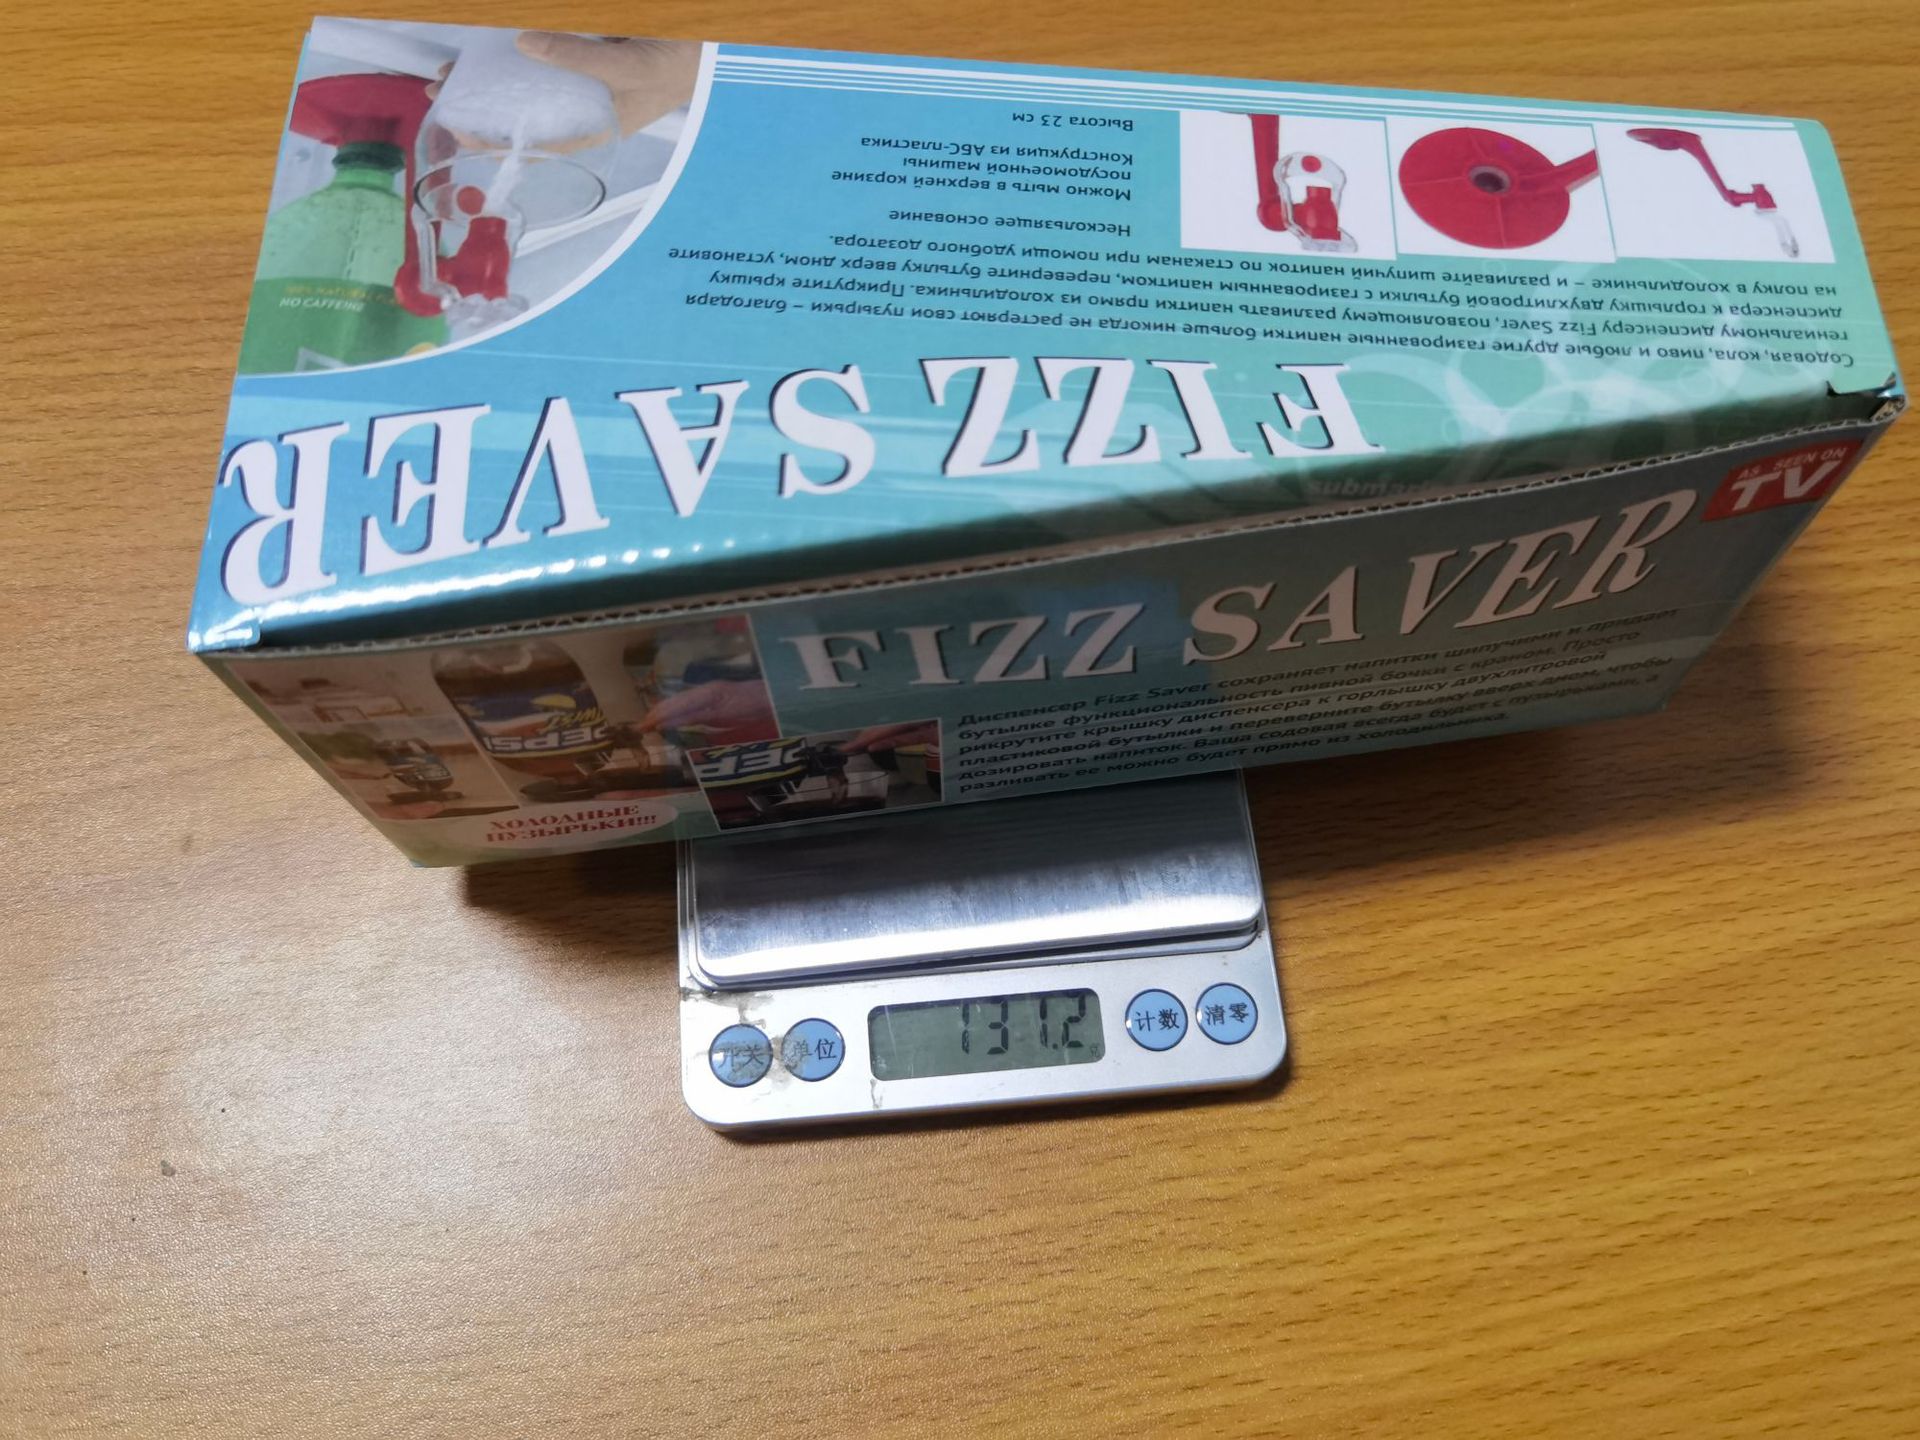 FIZZ SAVER
Содовая, кола, пиво и любые другие газированные напитки больше никогда не растеряют свои пузырьки – благодаря
гениальному диспенсеру Fizz Saver, позволяющему разливать напитки прямо из холодильника. Прикрутите крышку
диспенсера к горлышку двухлитровой бутылки с газированным напитком, переверните бутылку вверх дном, установите
на полку в холодильнике – и разливайте шипучий напиток по стаканам при помощи удобного дозатора.
Нескользящее основание
Можно мыть в верхней корзине
посудомоечной машины
Конструкция из АБС-пластика
Высота 23 см
NO CAFFEINE
AS SEEN ON
TV
FIZZ SAVER
Диспенсер Fizz Saver сохраняет напитки шипучими и придает
бутылке функциональность пивной бочки с краном. Просто
рикрутите крышку диспенсера к горлышку двухлитровой
пластиковой бутылки и переверните бутылку вверх дном, чтобы
дозировать напиток. Ваша содовая всегда будет с пузырьками, а
разливать ее можно будет прямо из холодильника.
TWIST
PEPSI
ХОЛОДНЫЕ
ПУЗЫРЬКИ!!!
开关
单位
131.2
计数
清零